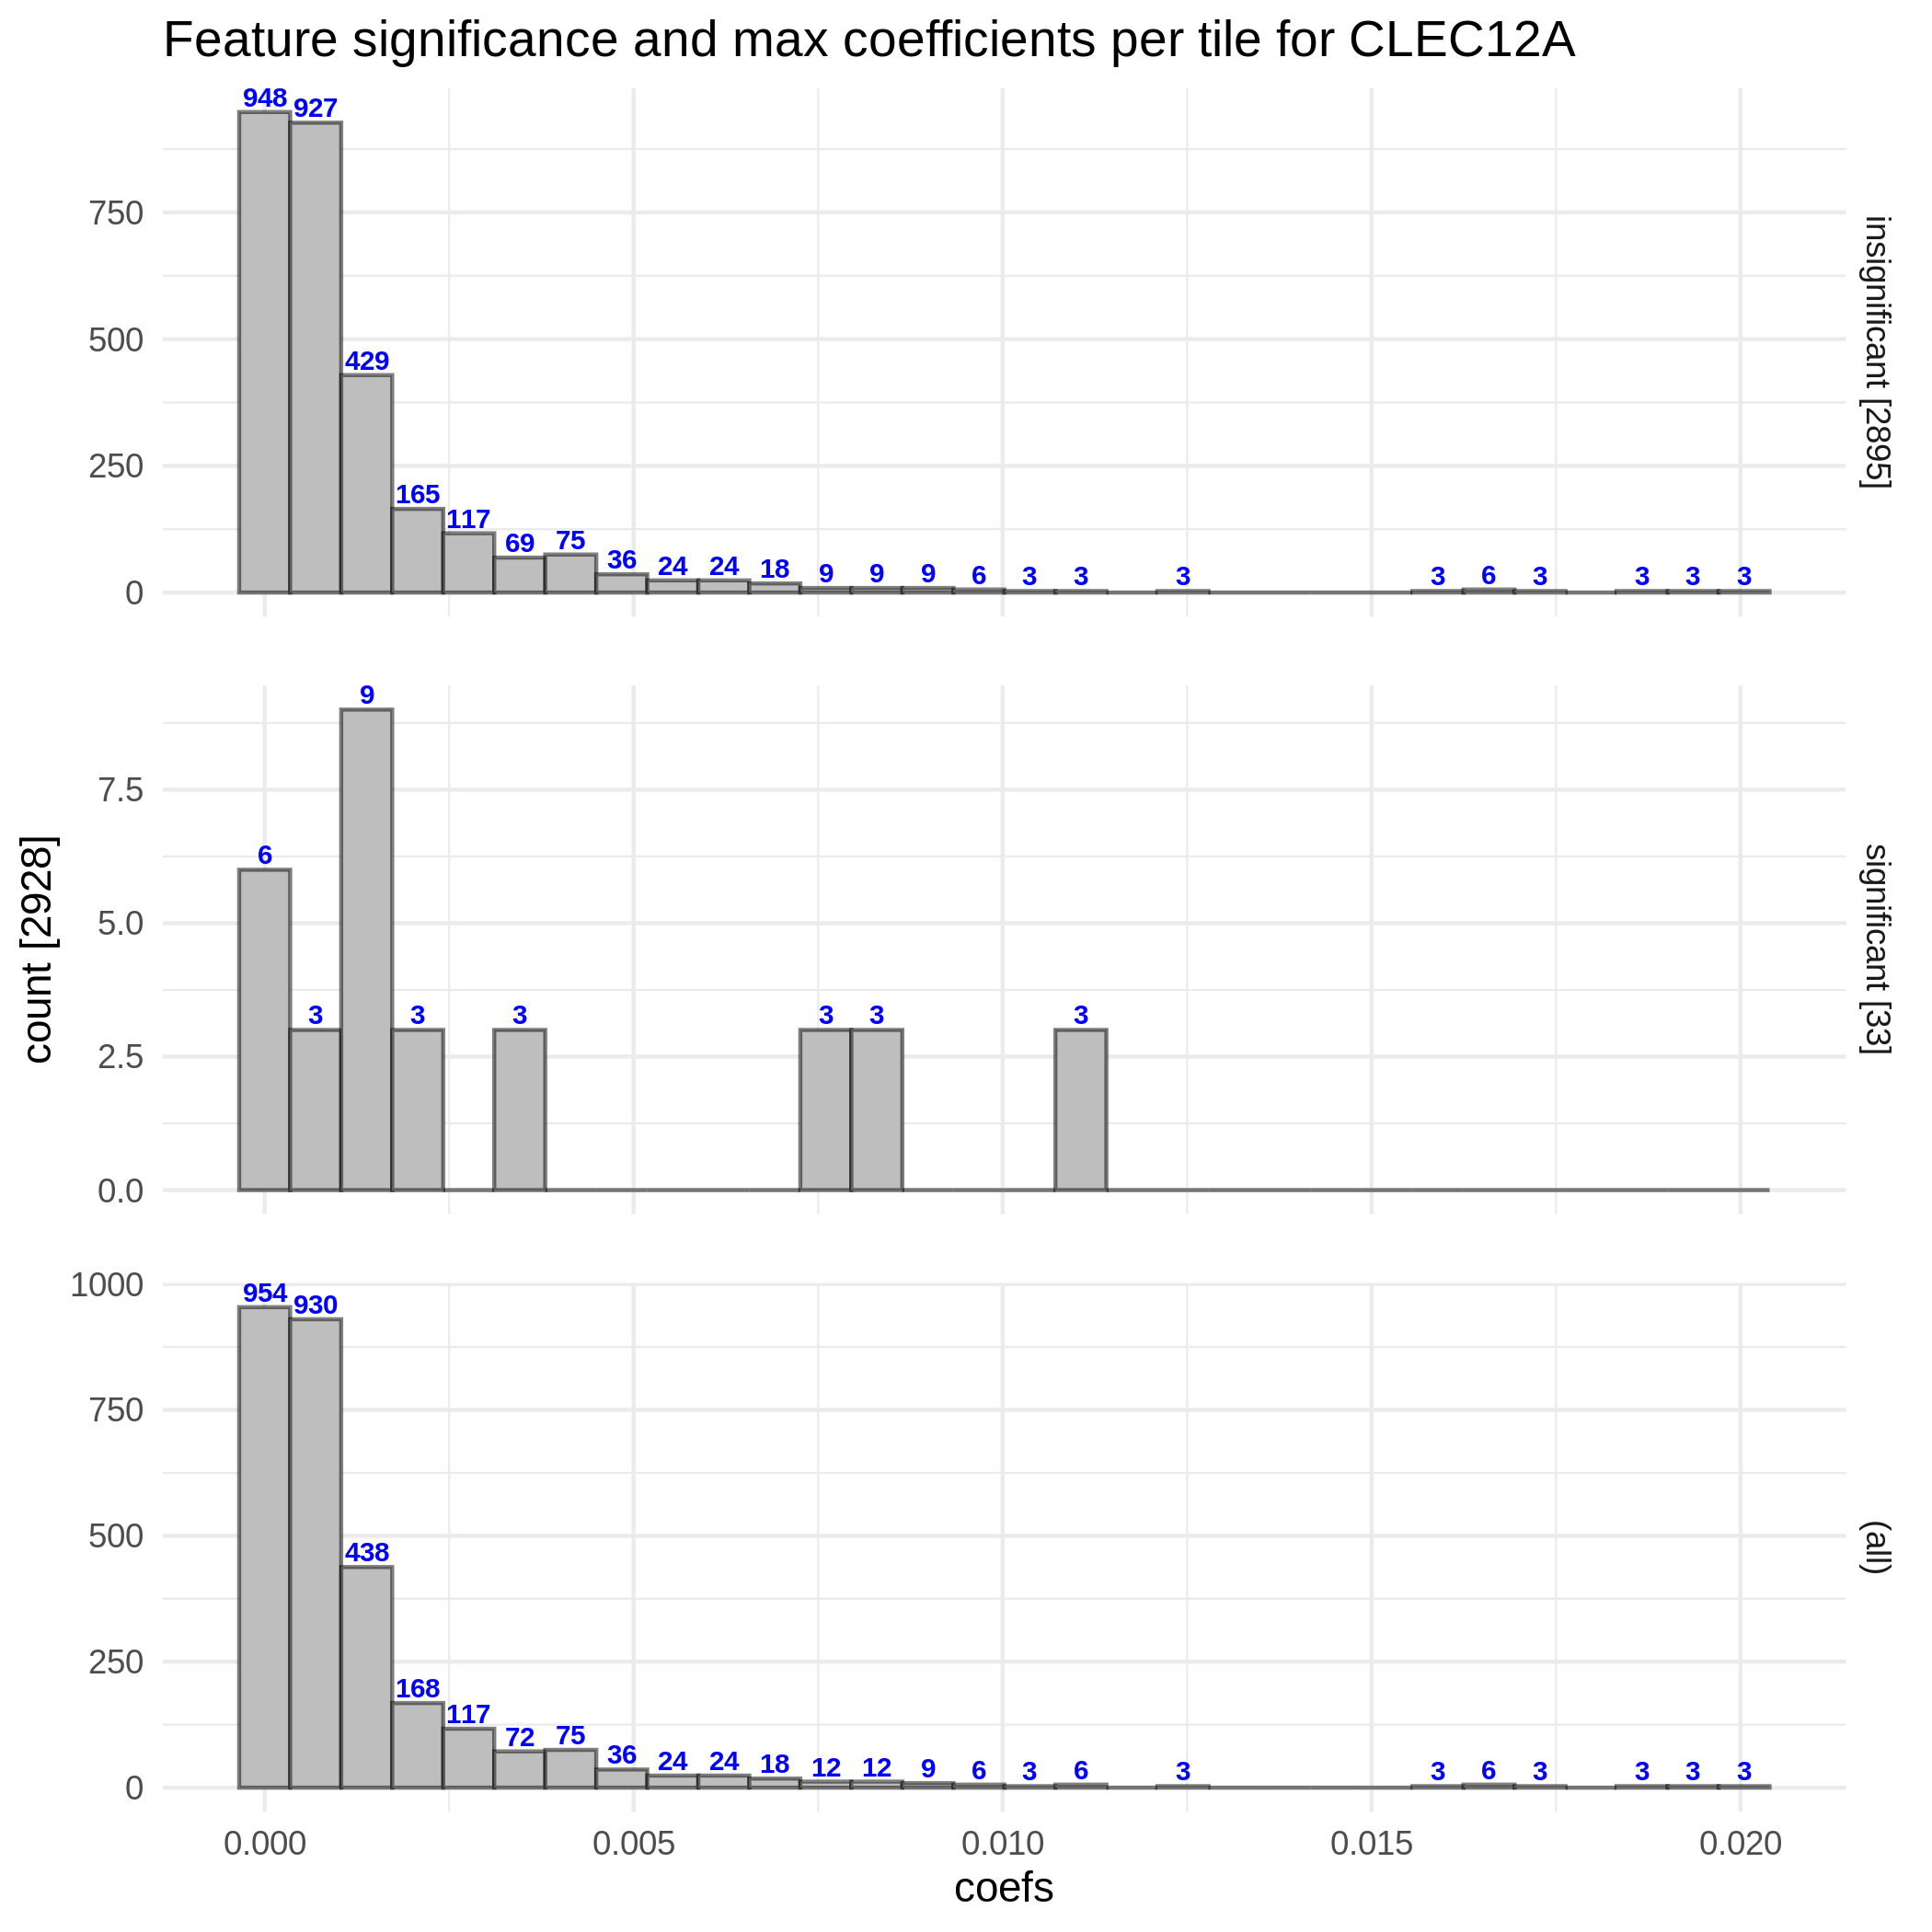 Feature significance and max coefficients per tile for CLEC12A
948 927 429 165 117 69 75 36 24 24 18 9 9 9 6 3 3 3 3 6 3 3 3 3
750
500
250
0
insignificant [2895]
6 3 9 3 3 3 3 3
7.5
5.0
2.5
0.0
significant [33]
count [2928]
954 930 438 168 117 72 75 36 24 24 18 12 12 9 6 3 6 3 3 6 3 3 3 3
1000
750
500
250
0
(all)
0.000 0.005 0.010 0.015 0.020
coefs